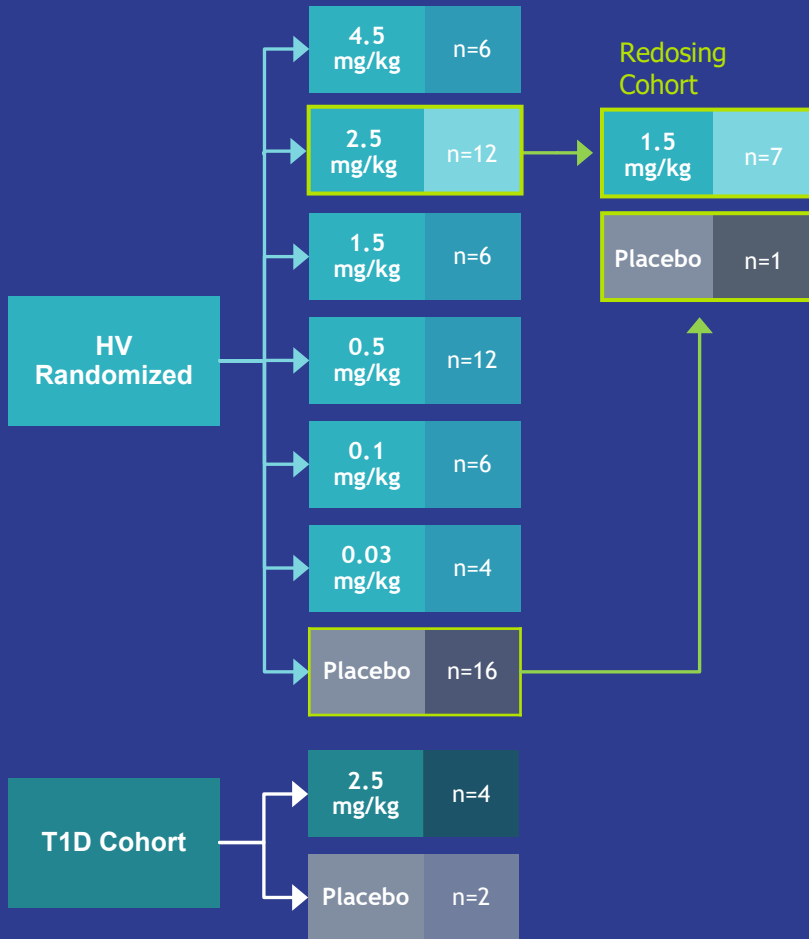 4.5
mg/kg
n=6
2.5
mg/kg
n=12
Redosing
Cohort
1.5
mg/kg
n=7
Placebo
n=1
1.5
mg/kg
n=6
HV
Randomized
0.5
mg/kg
n=12
0.1
mg/kg
n=6
0.03
mg/kg
n=4
Placebo
n=16
T1D Cohort
2.5
mg/kg
n=4
Placebo
n=2